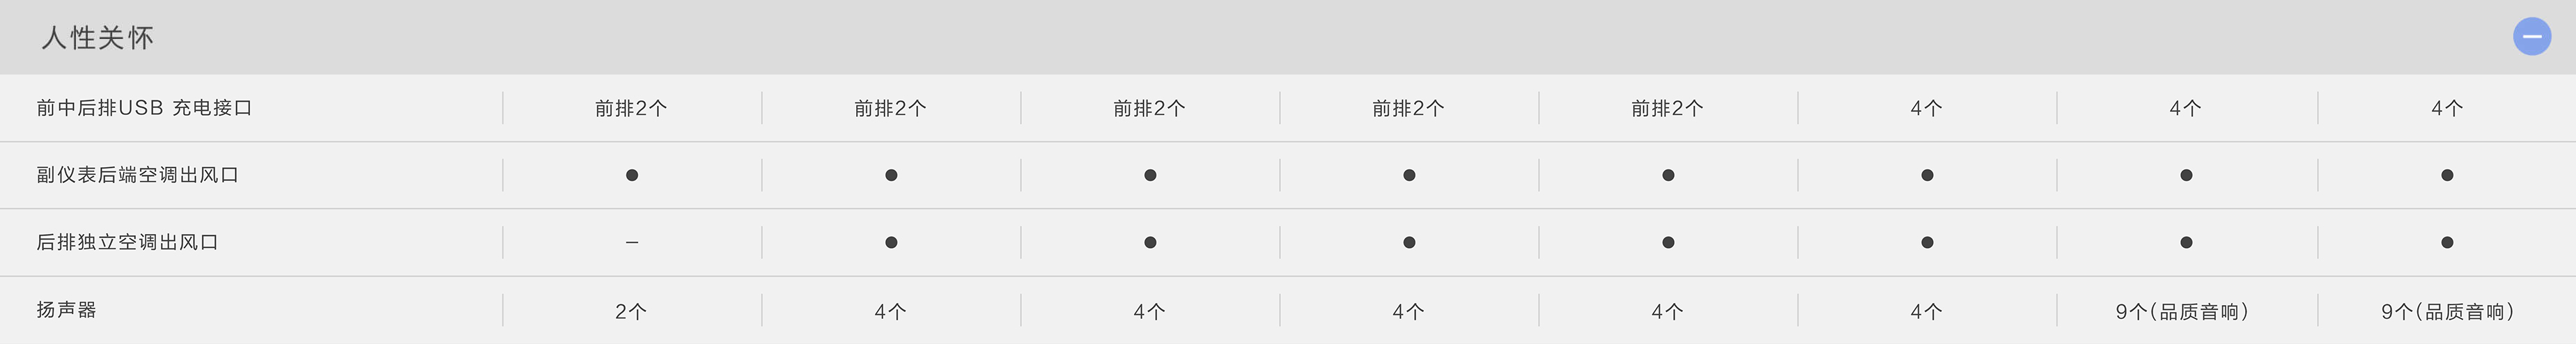 人性关怀
前中后排USB 充电接口 前排2个 前排2个 前排2个 前排2个 前排2个 4个 4个 4个
副仪表后端空调出风口 ● ● ● ● ● ● ● ●
后排独立空调出风口 – ● ● ● ● ● ● ●
扬声器 2个 4个 4个 4个 4个 4个 9个(品质音响) 9个(品质音响)